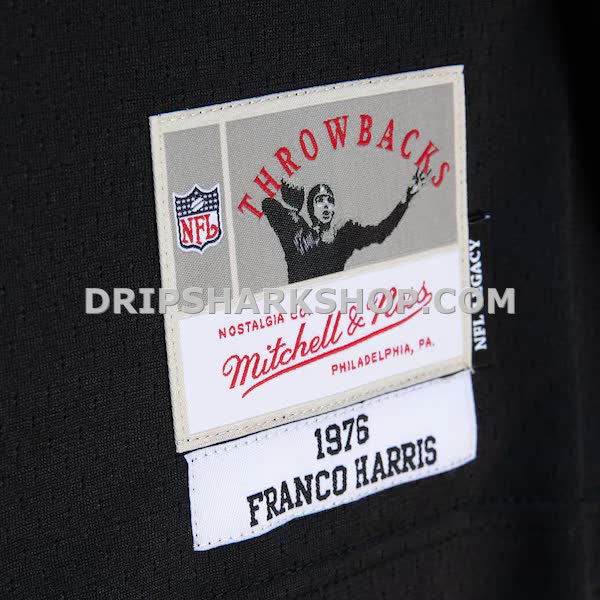 THROWBACKS
NFL
DRIPSHARKSHOP.COM
NOSTALGIA CO.
Mitchell & Ness
PHILADELPHIA, PA.
NFL LEGACY
1976
FRANCO HARRIS